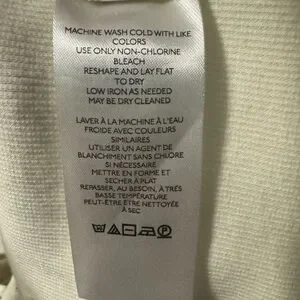 MACHINE WASH COLD WITH LIKE
COLORS
USE ONLY NON-CHLORINE
BLEACH
RESHAPE AND LAY FLAT
TO DRY
LOW IRON AS NEEDED
MAY BE DRY CLEANED
LAVER À LA MACHINE À L'EAU
FROIDE AVEC COULEURS
SIMILAIRES
UTILISER UN AGENT DE
BLANCHIMENT SANS CHLORE
SI NÉCESSAIRE
METTRE EN FORME ET
SÉCHER À PLAT
REPASSER, AU BESOIN, À TRÈS
BASSE TEMPÉRATURE
PEUT-ÊTRE ÊTRE NETTOYÉE
À SEC